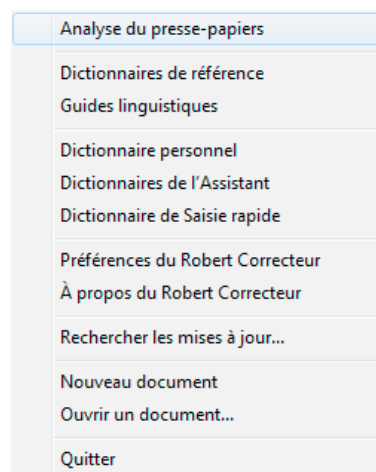 Analyse du presse-papiers
Dictionnaires de référence
Guides linguistiques
Dictionnaire personnel
Dictionnaires de l'Assistant
Dictionnaire de Saisie rapide
Préférences du Robert Correcteur
À propos du Robert Correcteur
Rechercher les mises à jour...
Nouveau document
Ouvrir un document...
Quitter